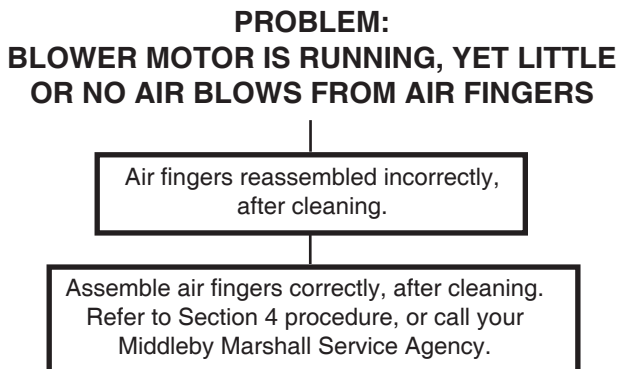 PROBLEM:
BLOWER MOTOR IS RUNNING, YET LITTLE
OR NO AIR BLOWS FROM AIR FINGERS
Air fingers reassembled incorrectly,
after cleaning.
Assemble air fingers correctly, after cleaning.
Refer to Section 4 procedure, or call your
Middleby Marshall Service Agency.